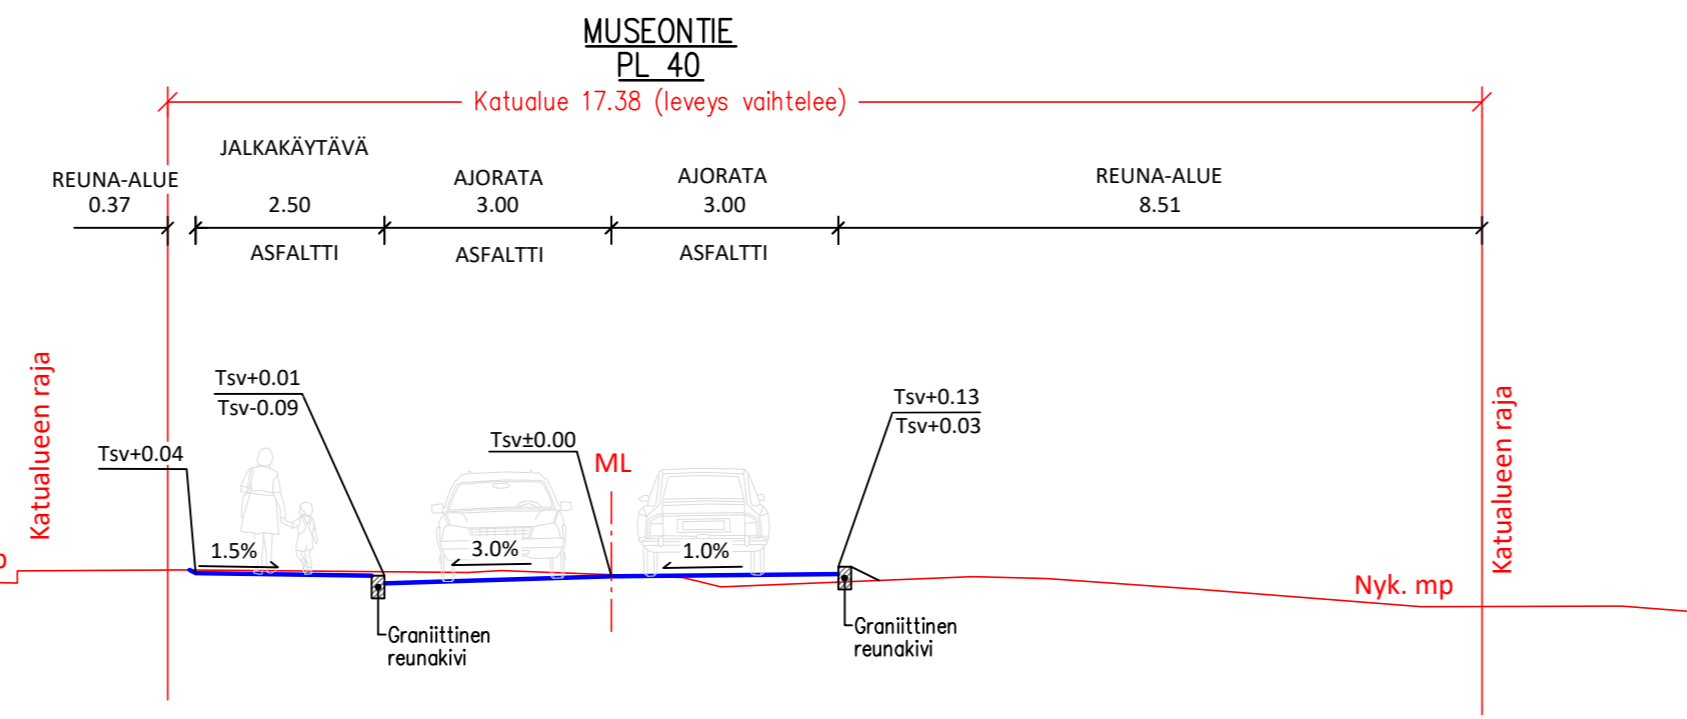 MUSEONTIE
PL 40
Katualue 17.38 (leveys vaihtelee)
JALKAKÄYTÄVÄ
REUNA-ALUE
AJORATA
AJORATA
REUNA-ALUE
0.37
2.50
3.00
3.00
8.51
ASFALTTI
ASFALTTI
ASFALTTI
Katualueen raja
Tsv+0.01
Tsv-0.09
Tsv+0.04
Tsv±0.00
ML
Tsv+0.13
Tsv+0.03
Katualueen raja
1.5%
3.0%
1.0%
Nyk. mp
Graniittinen
reunakivi
Graniittinen
reunakivi